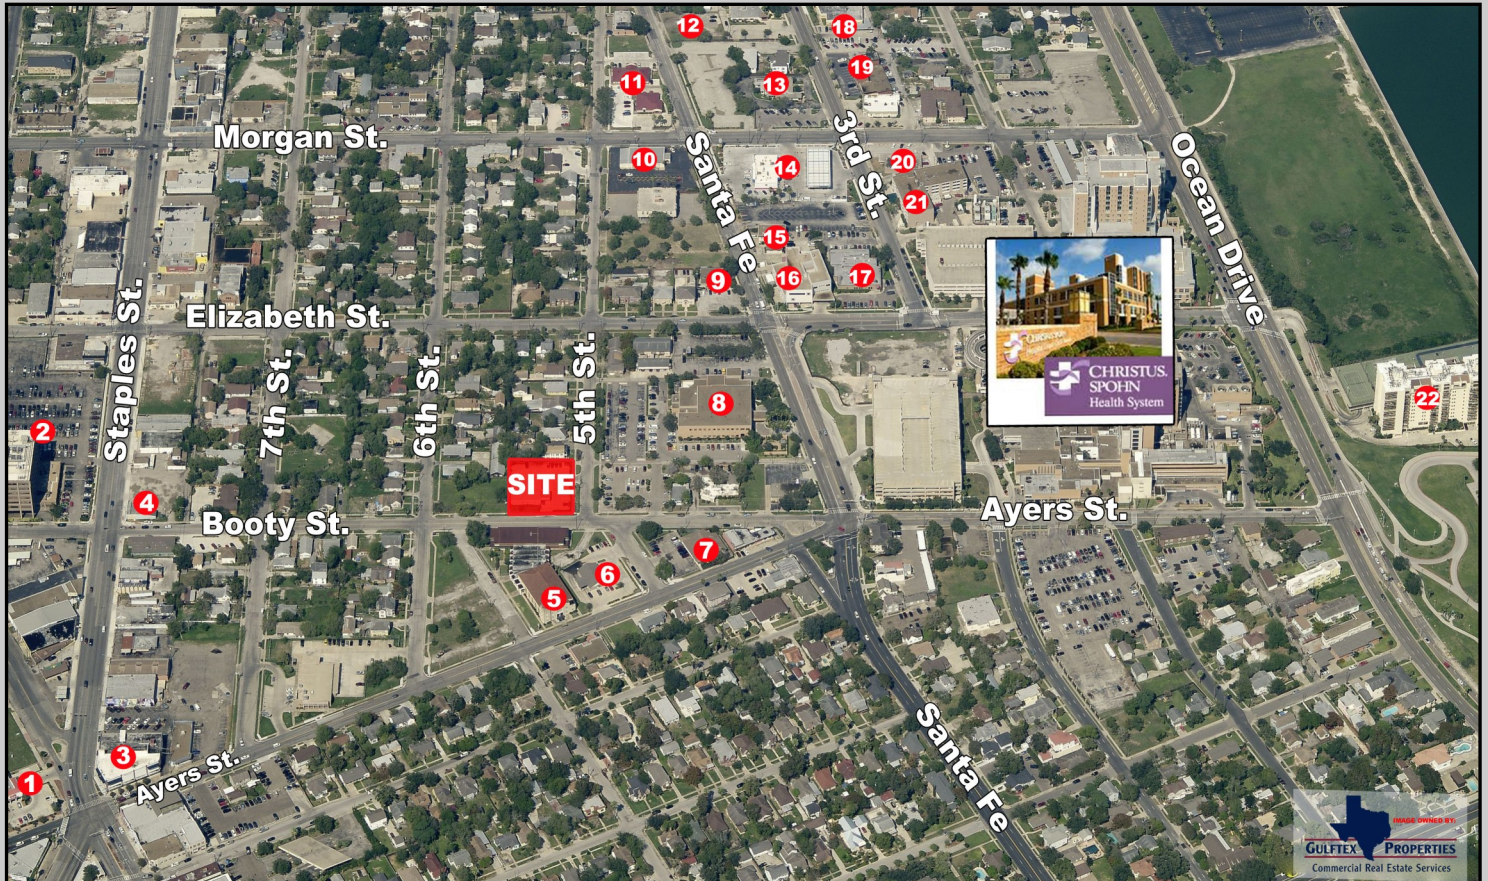 12
18
11
13
19
Morgan St.
Santa Fe
3rd St.
Ocean Drive
10
14
20
21
15
9
16
17
Elizabeth St.
Staples St.
7th St.
6th St.
5th St.
CHRISTUS.
SPOHN
Health System
8
22
2
SITE
4
Booty St.
Ayers St.
7
6
5
3
1
Ayers St.
Santa Fe
IMAGE OWNED BY:
GULFTEX PROPERTIES
Commercial Real Estate Services